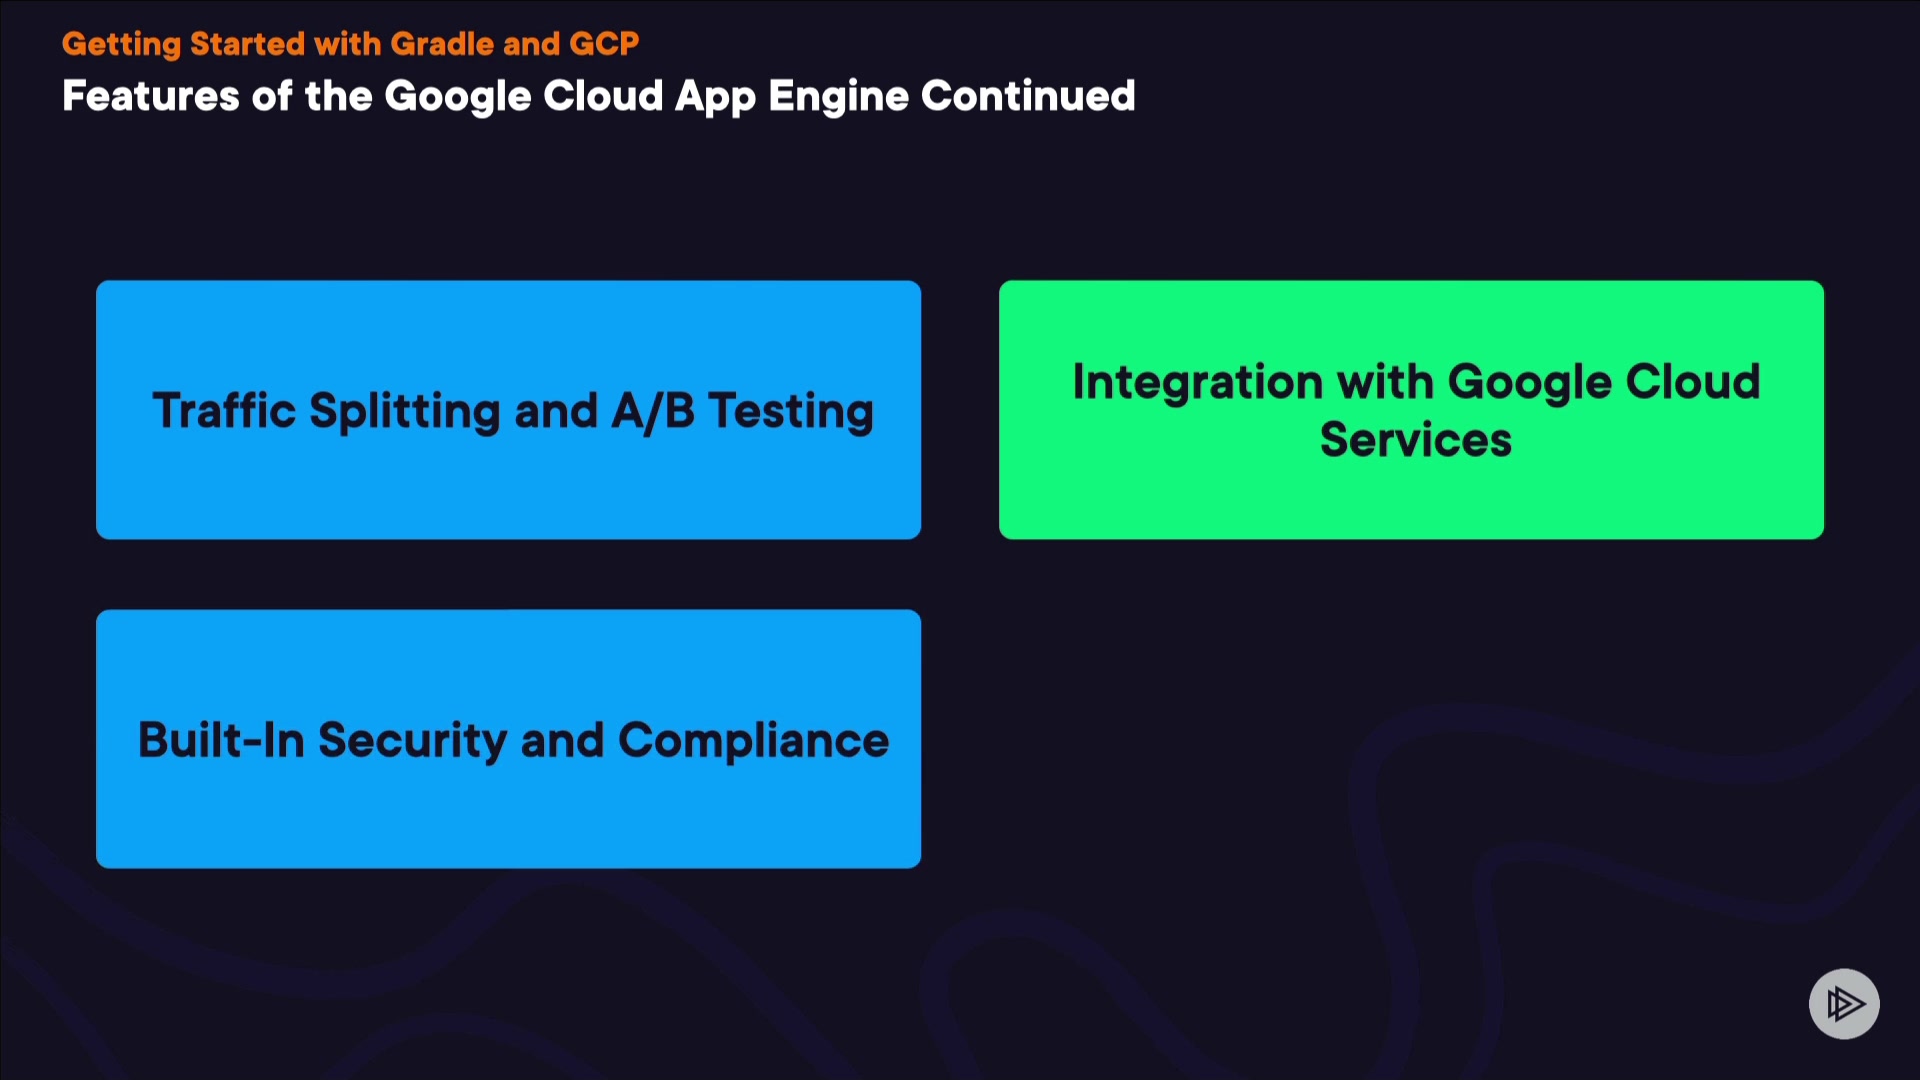 Getting Started with Gradle and GCP
Features of the Google Cloud App Engine Continued
Traffic Splitting and A/B Testing
Integration with Google Cloud
Services
Built-In Security and Compliance